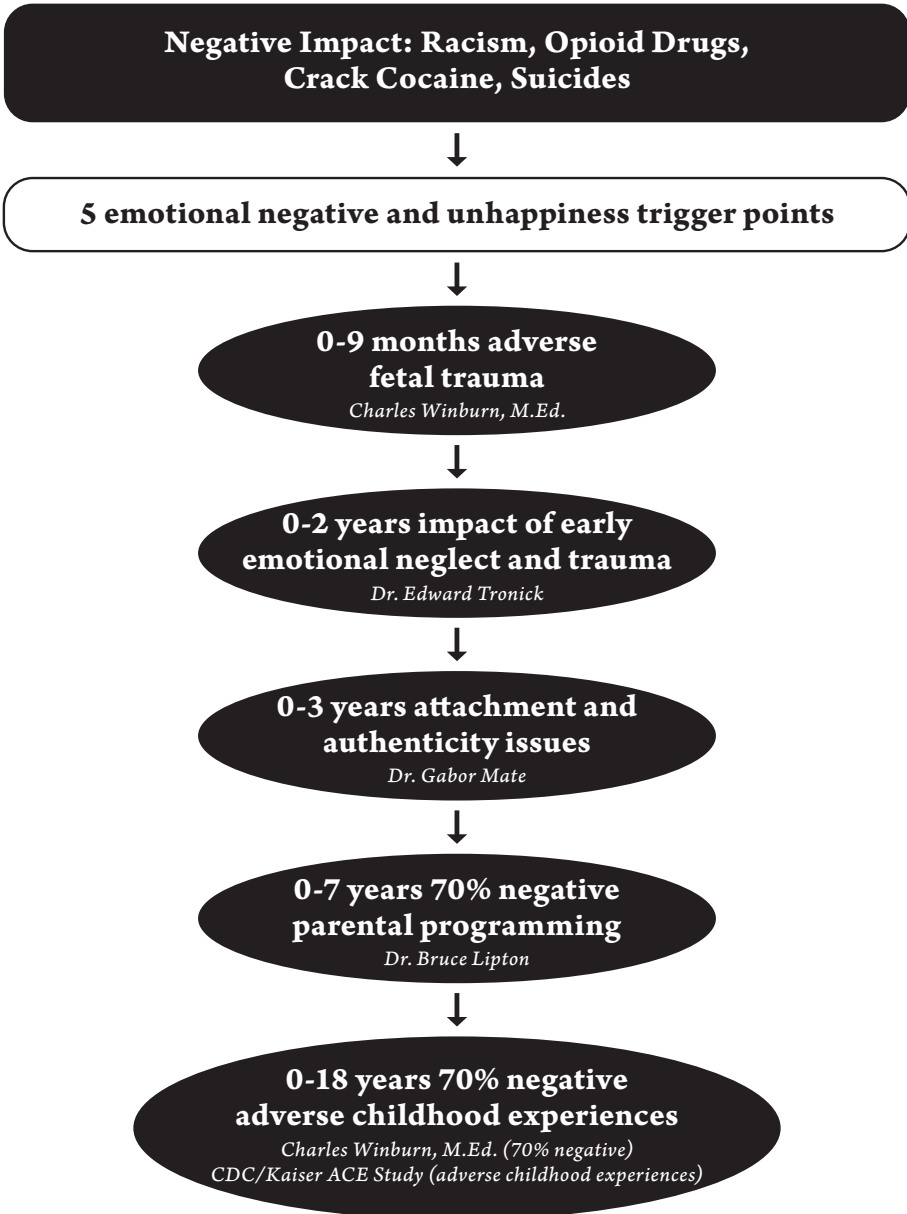 Negative Impact: Racism, Opioid Drugs,
Crack Cocaine, Suicides
5 emotional negative and unhappiness trigger points
0-9 months adverse
fetal trauma
Charles Winburn, M.Ed.
0-2 years impact of early
emotional neglect and trauma
Dr. Edward Tronick
0-3 years attachment and
authenticity issues
Dr. Gabor Mate
0-7 years 70% negative
parental programming
Dr. Bruce Lipton
0-18 years 70% negative
adverse childhood experiences
Charles Winburn, M.Ed. (70% negative)
CDC/Kaiser ACE Study (adverse childhood experiences)